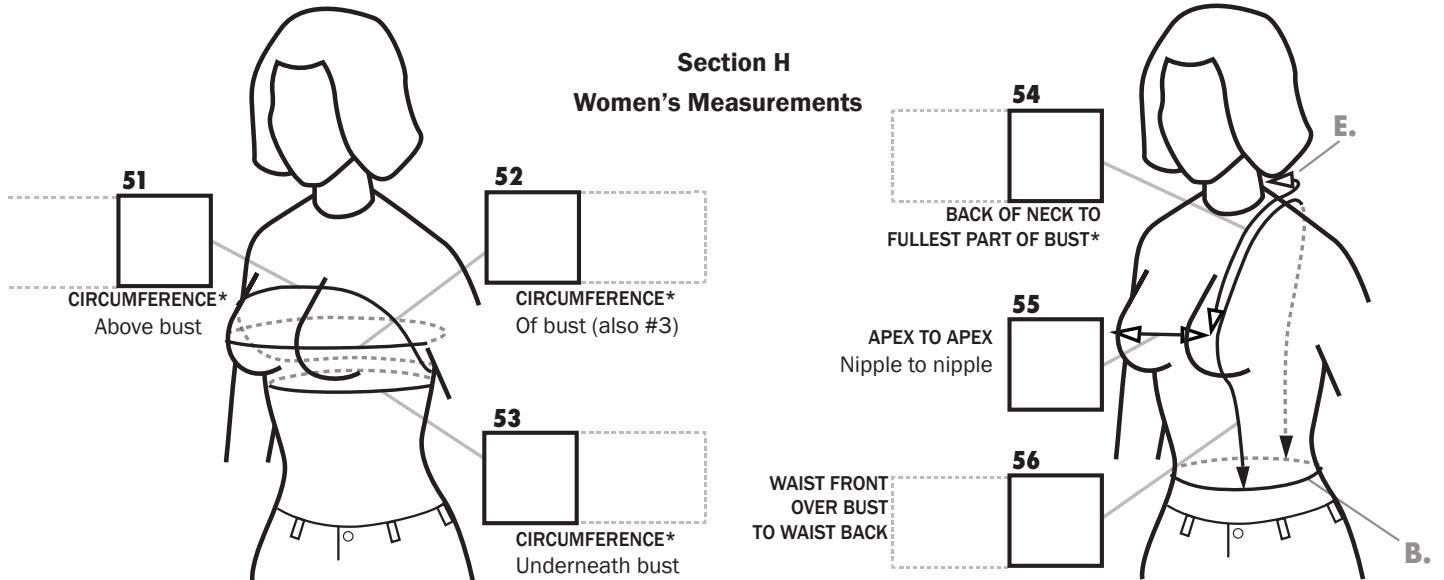 Section H
Women's Measurements
51
CIRCUMFERENCE*
Above bust
52
CIRCUMFERENCE*
Of bust (also #3)
53
CIRCUMFERENCE*
Underneath bust
54
BACK OF NECK TO
FULLEST PART OF BUST*
E.
55
APEX TO APEX
Nipple to nipple
56
WAIST FRONT
OVER BUST
TO WAIST BACK
B.